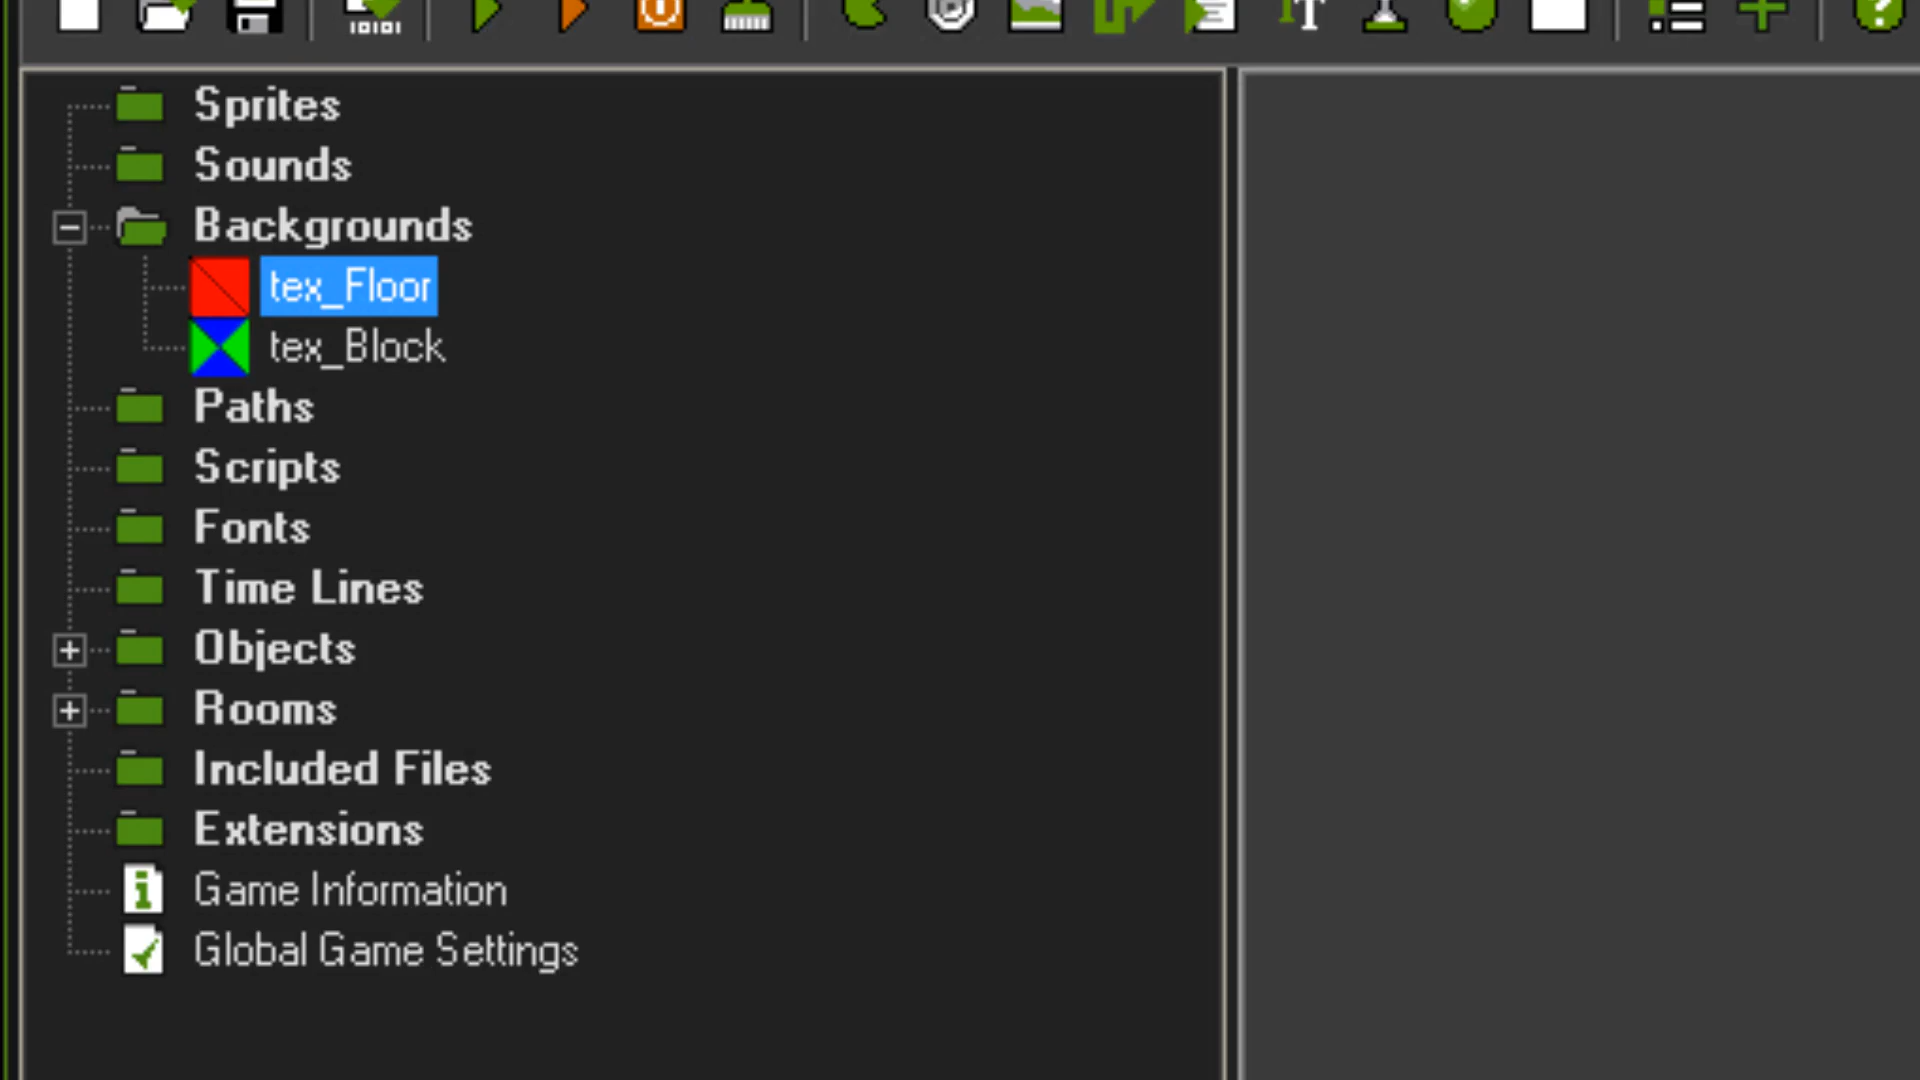 Sprites
Sounds
Backgrounds
tex_Floor
tex_Block
Paths
Scripts
Fonts
Time Lines
Objects
Rooms
Included Files
Extensions
Game Information
Global Game Settings